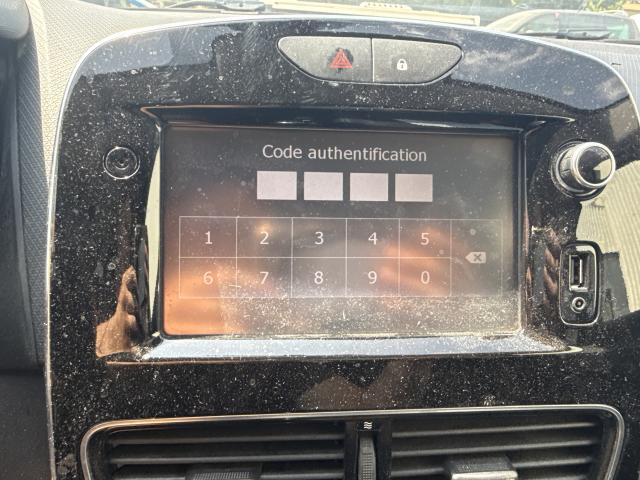 Code authentification
1 2 3 4 5
6 7 8 9 0